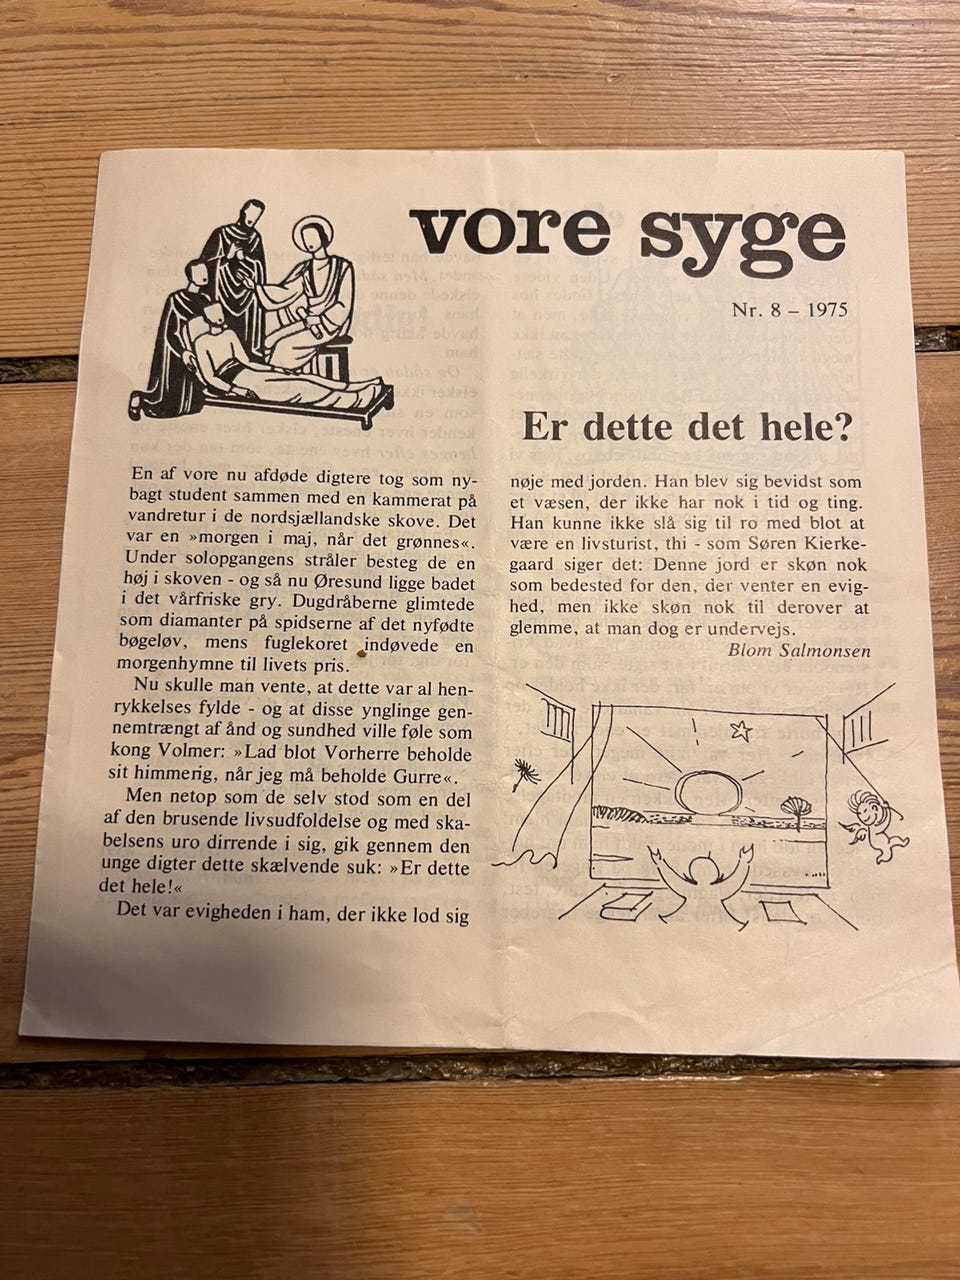 vore syge
Nr. 8 – 1975
Er dette det hele?
En af vore nu afdøde digtere tog som ny-
bagt student sammen med en kammerat på
vandretur i de nordsjællandske skove. Det
var en »morgen i maj, når det grønnes«.
Under solopgangens stråler besteg de en
høj i skoven - og så nu Øresund ligge badet
i det vårfriske gry. Dugdråberne glimtede
som diamanter på spidserne af det nyfødte
bøgeløv, mens fuglekoret indøvede en
morgenhymne til livets pris.
Nu skulle man vente, at dette var al hen-
rykkelses fylde - og at disse ynglinge gen-
nemtrængt af ånd og sundhed ville føle som
kong Volmer: »Lad blot Vorherre beholde
sit himmerig, når jeg må beholde Gurre«.
Men netop som de selv stod som en del
af den brusende livsudfoldelse og med ska-
belsens uro dirrende i sig, gik gennem den
unge digter dette skælvende suk: »Er dette
det hele!«
Det var evigheden i ham, der ikke lod sig
nøje med jorden. Han blev sig bevidst som
et væsen, der ikke har nok i tid og ting.
Han kunne ikke slå sig til ro med blot at
være en livsturist, thi - som Søren Kierke-
gaard siger det: Denne jord er skøn nok
som bedested for den, der venter en evig-
hed, men ikke skøn nok til derover at
glemme, at man dog er undervejs.
Blom Salmonsen